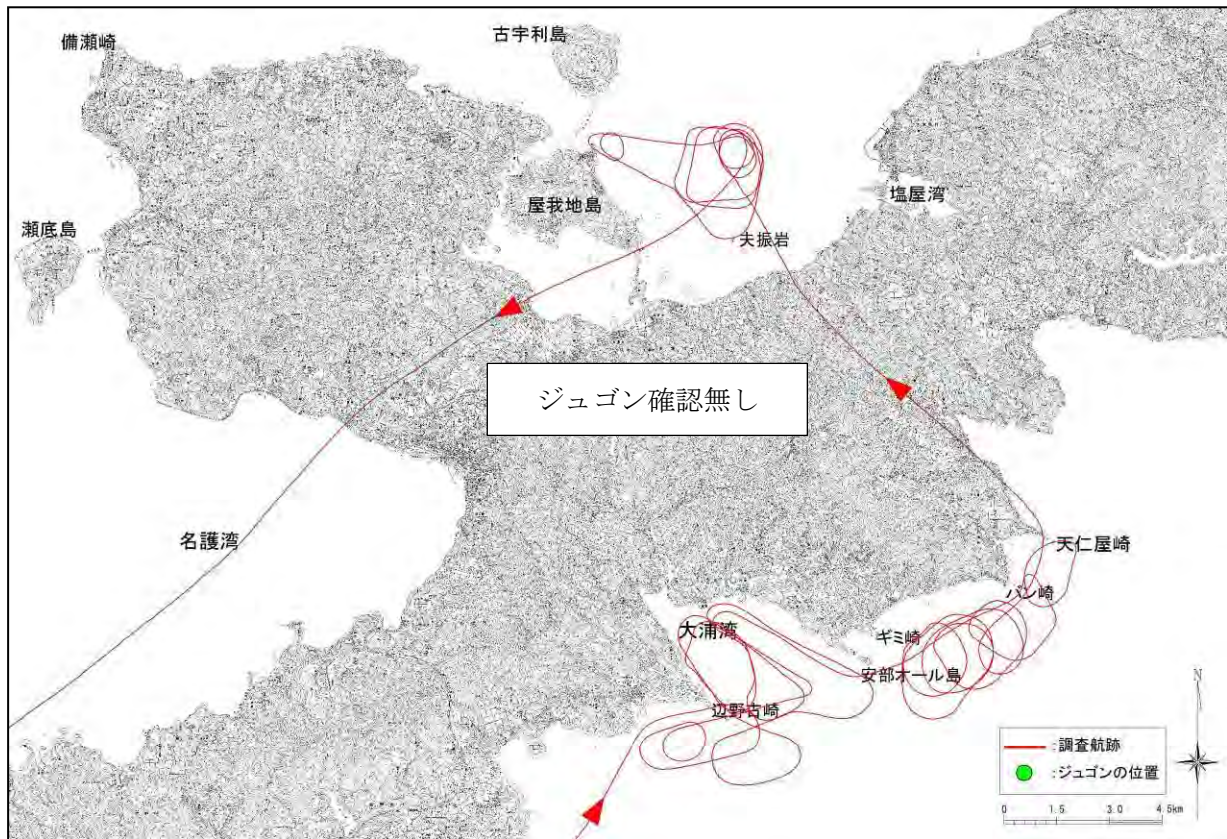 古宇利島
備瀬崎
塩屋湾
屋我地島
瀬底島
夫振岩
ジュゴン確認無し
名護湾
天仁屋崎
バン崎
大浦湾
ギミ崎
安部オール島
辺野古崎
N
:調査航跡
:ジュゴンの位置
0 1.5 3.0 4.5km